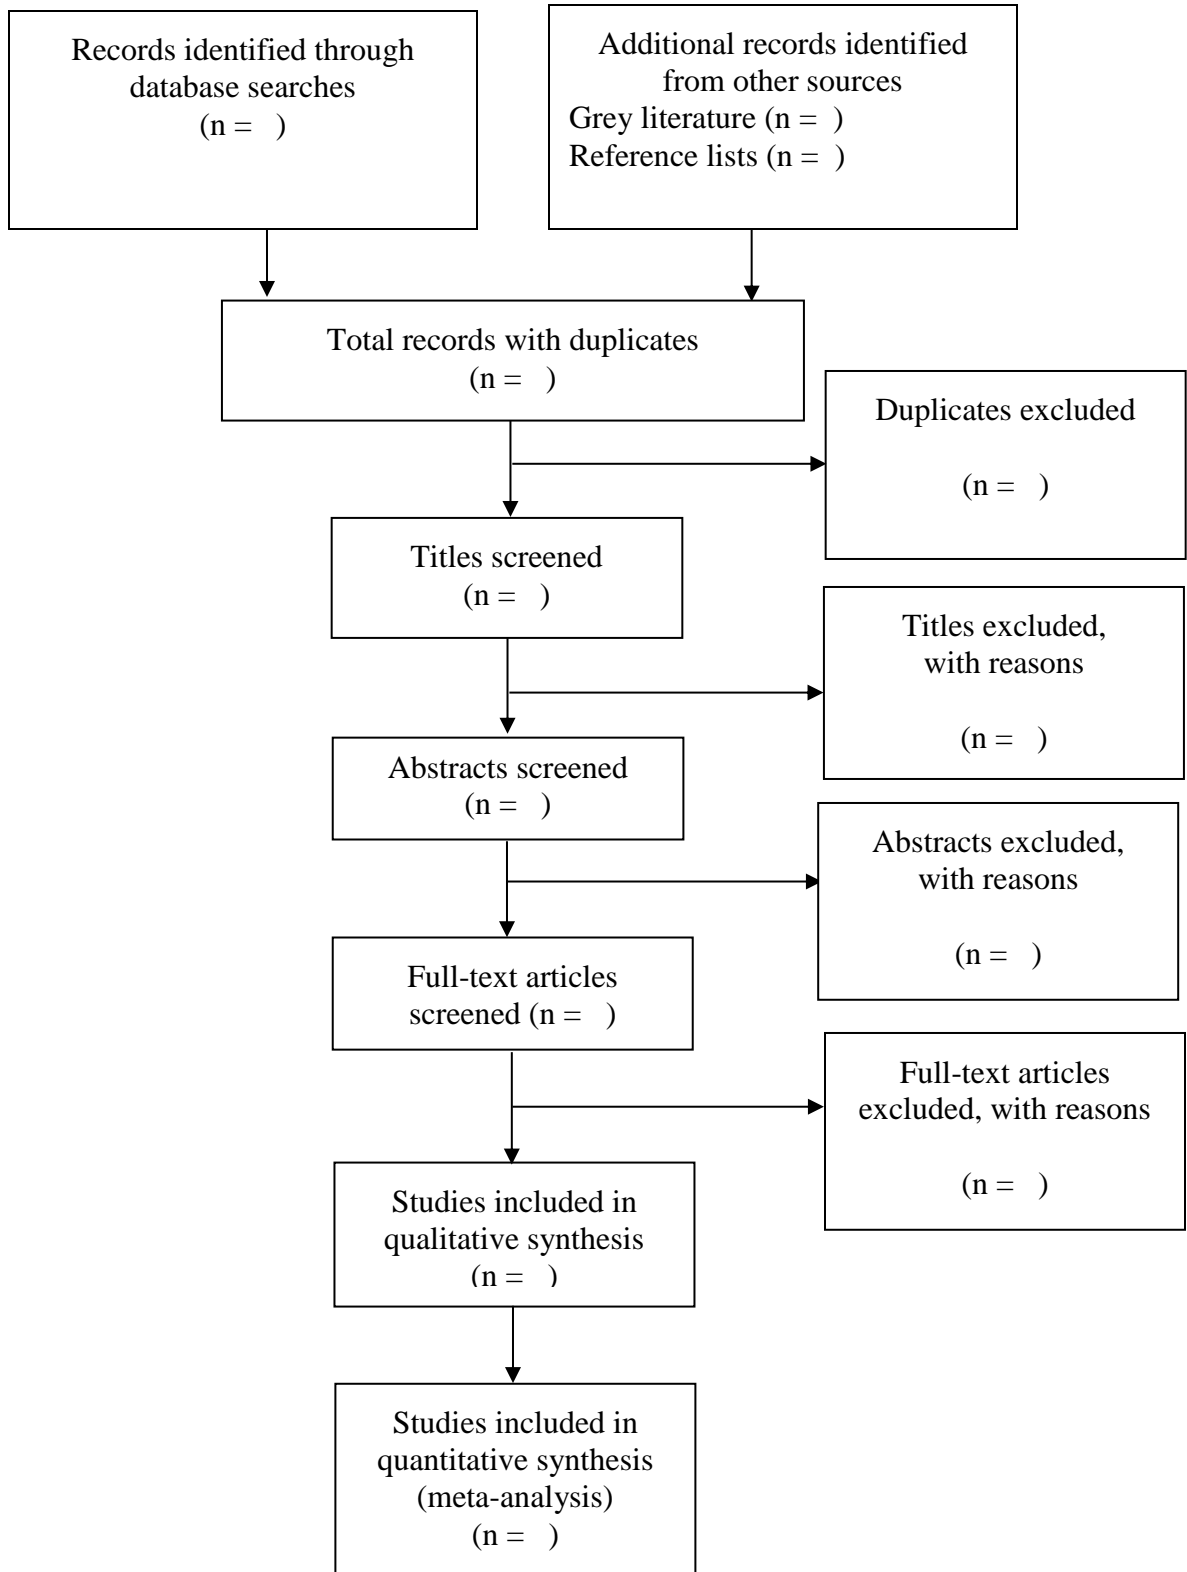 Records identified through
database searches
(n =   )
Additional records identified
from other sources
Grey literature (n =  )
Reference lists (n =  )
Total records with duplicates
(n =   )
Duplicates excluded
(n =   )
Titles screened
(n =   )
Titles excluded,
with reasons
(n =   )
Abstracts screened
(n =   )
Abstracts excluded,
with reasons
(n =   )
Full-text articles
screened (n =   )
Full-text articles
excluded, with reasons
(n =   )
Studies included in
qualitative synthesis
(n =   )
Studies included in
quantitative synthesis
(meta-analysis)
(n =   )